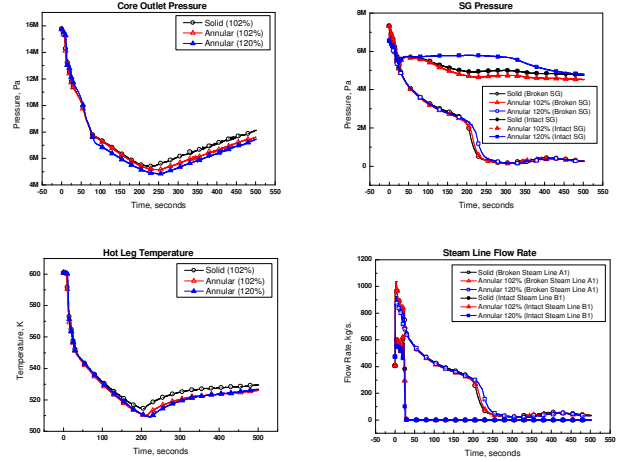 Core Outlet Pressure
16M
14M
12M
10M
8M
6M
4M
Pressure, Pa
Solid (102%)
Annular (102%)
Annular (120%)
-50 0 50 100 150 200 250 300 350 400 450 500 550
Time, seconds
SG Pressure
8M
6M
4M
2M
0
Pressure, Pa
Solid (Broken SG)
Annular 102% (Broken SG)
Annular 120% (Broken SG)
Solid (Intact SG)
Annular 102% (Intact SG)
Annular 120% (Intact SG)
-50 0 50 100 150 200 250 300 350 400 450 500 550
Time, seconds
Hot Leg Temperature
600
580
560
540
520
500
Temperature, K
Solid (102%)
Annular (102%)
Annular (120%)
0 100 200 300 400 500
Time, seconds
Steam Line Flow Rate
1200
1000
800
600
400
200
0
Flow Rate, kg/s
Solid (Broken Steam Line A1)
Annular 102% (Broken Steam Line A1)
Annular 120% (Broken Steam Line A1)
Solid (Intact Steam Line B1)
Annular 102% (Intact Steam Line B1)
Annular 120% (Intact Steam Line B1)
-50 0 50 100 150 200 250 300 350 400 450 500 550
Time, seconds